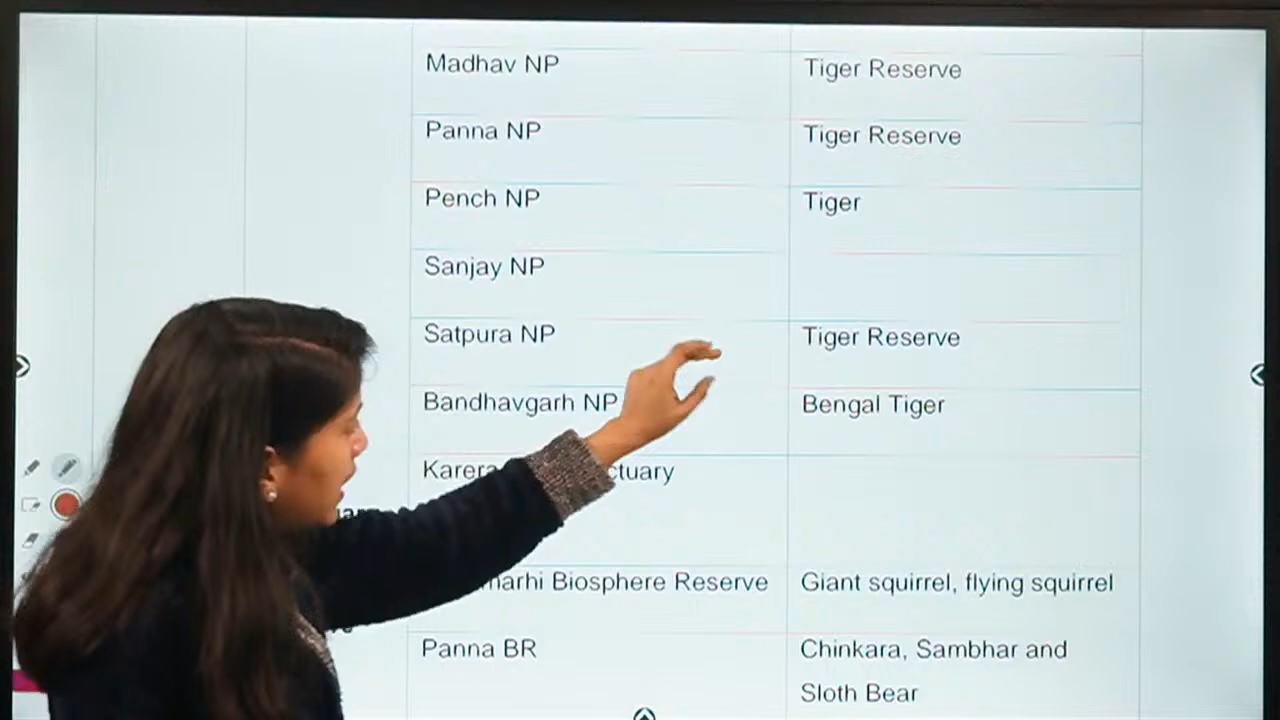 Madhav NP
Tiger Reserve
Panna NP
Tiger Reserve
Pench NP
Tiger
Sanjay NP
Satpura NP
Tiger Reserve
Bandhavgarh NP
Bengal Tiger
Karera
Giant squirrel, flying squirrel
Biosphere Reserve
Panna BR
Chinkara, Sambhar and
Sloth Bear